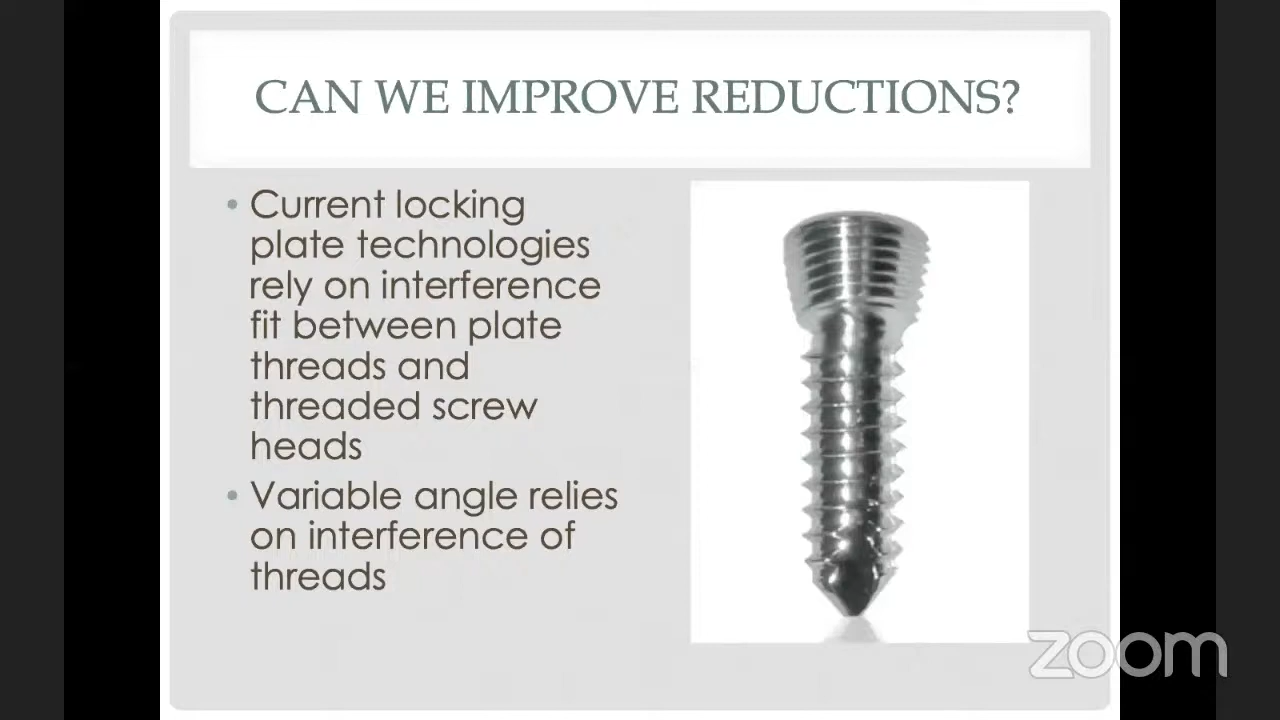 CAN WE IMPROVE REDUCTIONS?
• Current locking
plate technologies
rely on interference
fit between plate
threads and
threaded screw
heads
• Variable angle relies
on interference of
threads
zoom